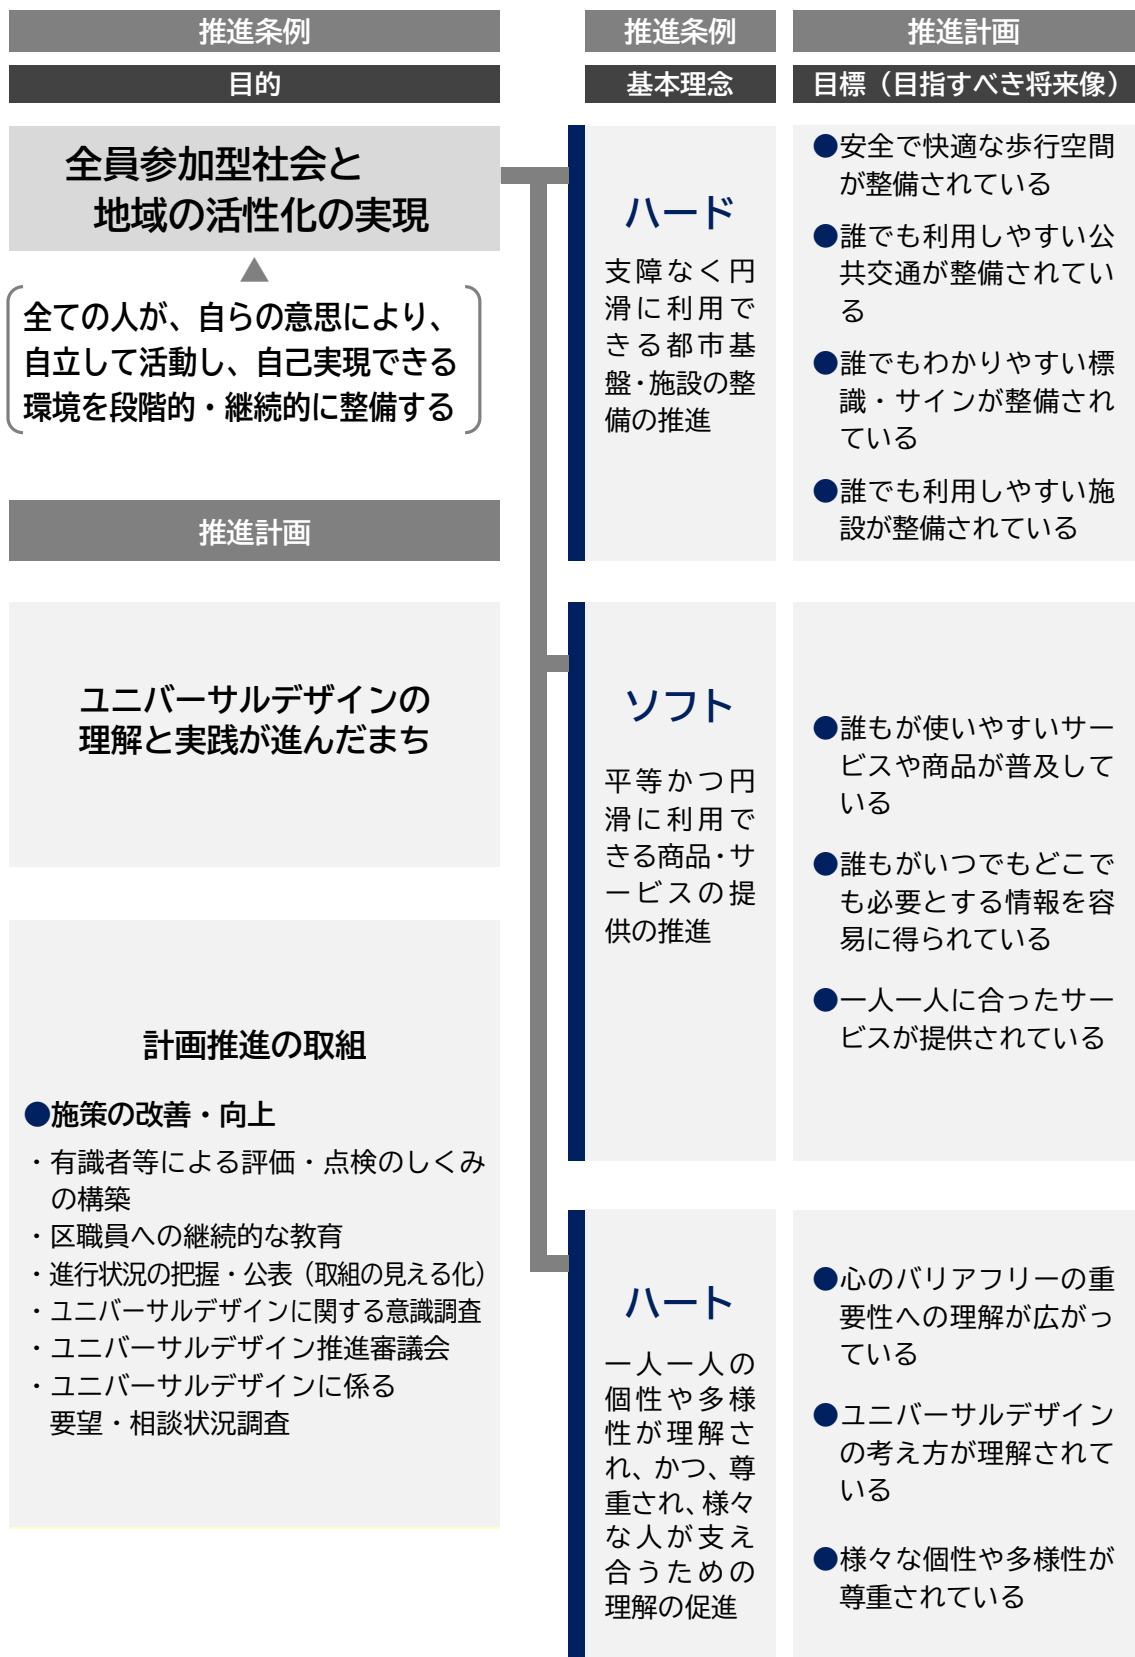 推進条例
目的
全員参加型社会と
地域の活性化の実現
▲
全ての人が、自らの意思により、
自立して活動し、自己実現できる
環境を段階的・継続的に整備する
推進計画
ユニバーサルデザインの
理解と実践が進んだまち
計画推進の取組
●施策の改善・向上
・有識者等による評価・点検のしくみ
の構築
・区職員への継続的な教育
・進行状況の把握・公表（取組の見える化）
・ユニバーサルデザインに関する意識調査
・ユニバーサルデザイン推進審議会
・ユニバーサルデザインに係る
要望・相談状況調査
推進条例
基本理念
ハード
支障なく円
滑に利用で
きる都市基
盤・施設の整
備の推進
ソフト
平等かつ円
滑に利用で
きる商品・サ
ービスの提
供の推進
ハート
一人一人の
個性や多様
性が理解さ
れ、かつ、尊
重され、様々
な人が支え
合うための
理解の促進
推進計画
目標（目指すべき将来像）
●安全で快適な歩行空間
が整備されている
●誰でも利用しやすい公
共交通が整備されてい
る
●誰でもわかりやすい標
識・サインが整備され
ている
●誰でも利用しやすい施
設が整備されている
●誰もが使いやすいサー
ビスや商品が普及して
いる
●誰もがいつでもどこで
も必要とする情報を容
易に得られている
●一人一人に合ったサー
ビスが提供されている
●心のバリアフリーの重
要性への理解が広がっ
ている
●ユニバーサルデザイン
の考え方が理解されて
いる
●様々な個性や多様性が
尊重されている